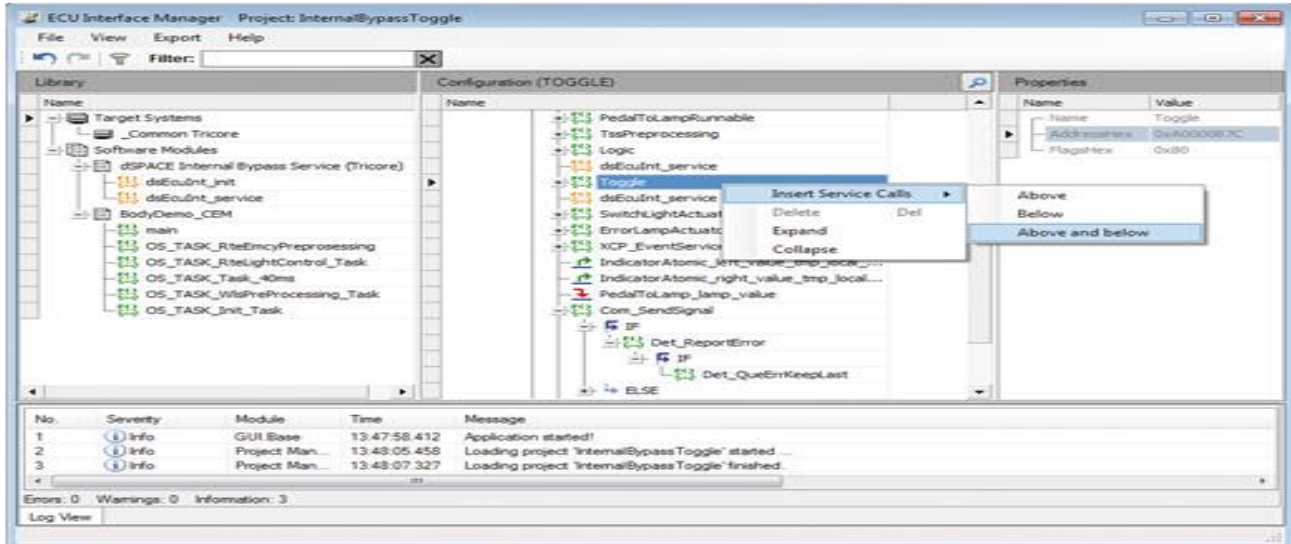 ECU Interface Manager Project: InternalBypassToggle
File View Export Help
Filter:
Library
Name
Target Systems
_Common Tricore
Software Modules
dSPACE Internal Bypass Service (Tricore)
dsEcuInt_init
dsEcuInt_service
BodyDemo_CEM
main
OS_TASK_RteEmcyPreprosessing
OS_TASK_RteLightControl_Task
OS_TASK_Task_40ms
OS_TASK_WlsPreProcessing_Task
OS_TASK_Init_Task
Configuration (TOGGLE)
Name
PedalToLampRunnable
TssPreprocessing
Logic
dsEcuInt_service
Toggle
dsEcuInt_service
SwitchLightActuat
ErrorLampActuato
XCP_EventService
IndicatorAtomic_left_value_tmp_local_...
IndicatorAtomic_right_value_tmp_local...
PedalToLamp_lamp_value
Com_SendSignal
IF
Det_ReportError
IF
Det_QueErrKeepLast
ELSE
Insert Service Calls
Delete Del
Expand
Collapse
Above
Below
Above and below
Properties
Name Value
Name Toggle
AddressHex 0xA000087C
FlagsHex 0x80
No. Severity Module Time Message
1 Info GUI.Base 13:47:58.412 Application started!
2 Info Project Man... 13:48:05.458 Loading project 'InternalBypassToggle' started ...
3 Info Project Man... 13:48:07.327 Loading project 'InternalBypassToggle' finished.
Errors: 0 Warnings: 0 Information: 3
Log View